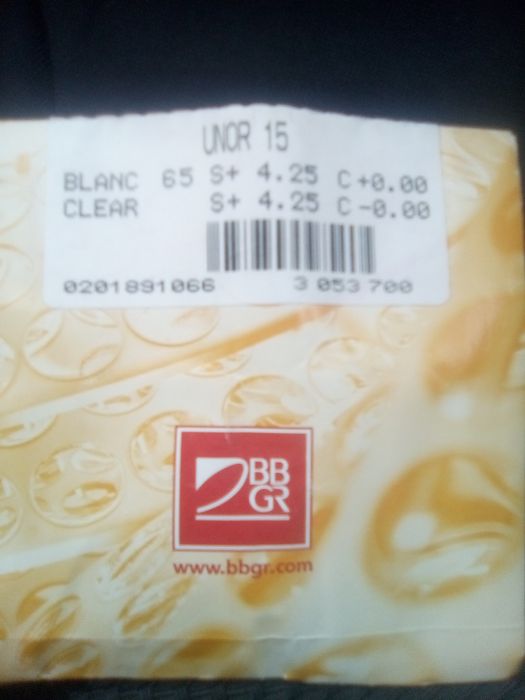 UNOR 15
BLANC 65 S+ 4.25 C+0.00
CLEAR S+ 4.25 C-0.00
0201891066 3 053 700
BB
GR
www.bbgr.com